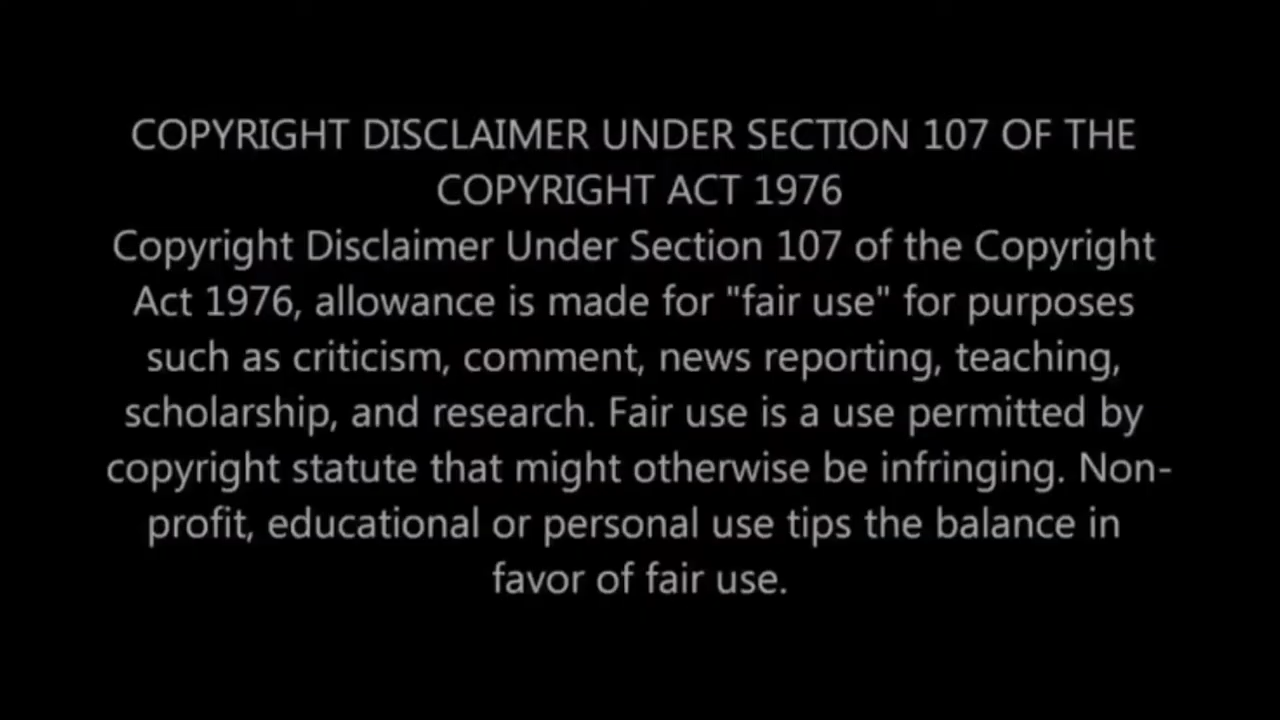 COPYRIGHT DISCLAIMER UNDER SECTION 107 OF THE
COPYRIGHT ACT 1976
Copyright Disclaimer Under Section 107 of the Copyright
Act 1976, allowance is made for "fair use" for purposes
such as criticism, comment, news reporting, teaching,
scholarship, and research. Fair use is a use permitted by
copyright statute that might otherwise be infringing. Non-
profit, educational or personal use tips the balance in
favor of fair use.